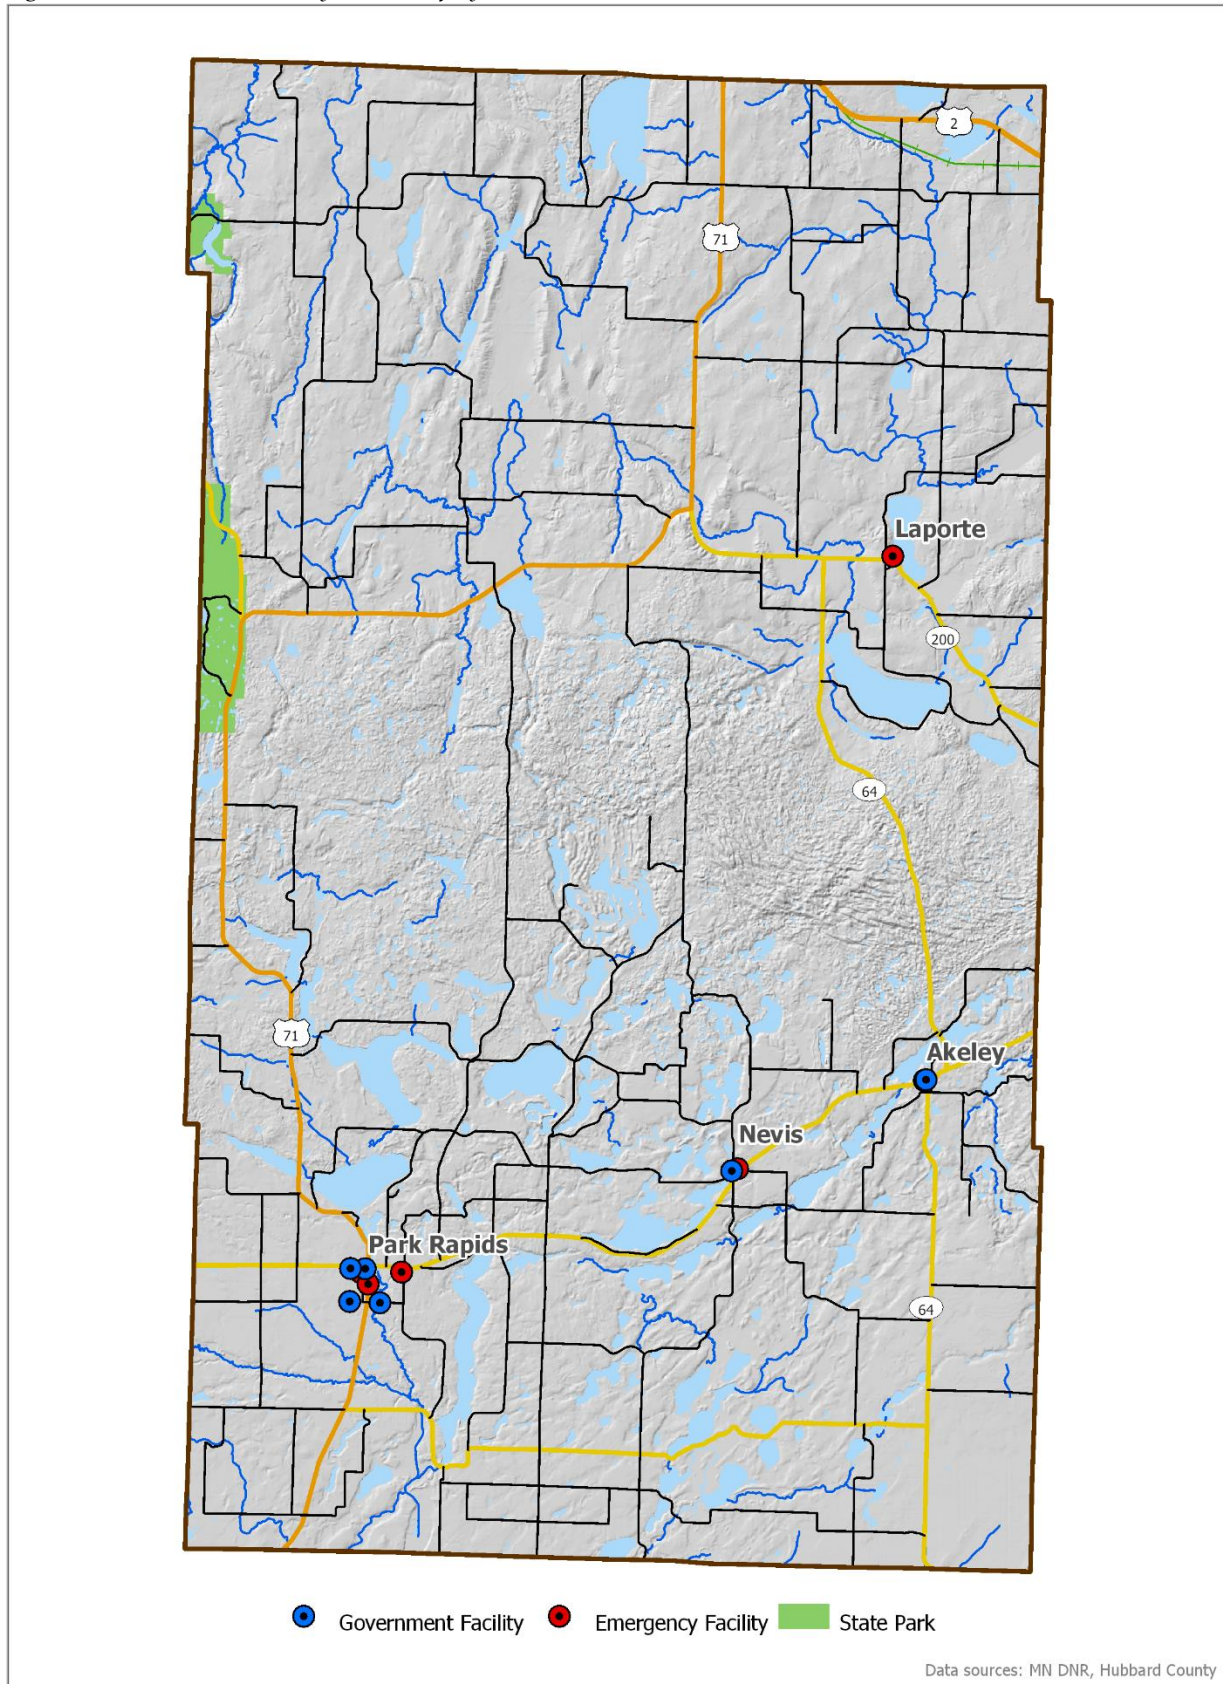 2
71
Laporte
200
64
71
Akeley
Nevis
Park Rapids
64
Government Facility
Emergency Facility
State Park
Data sources: MN DNR, Hubbard County